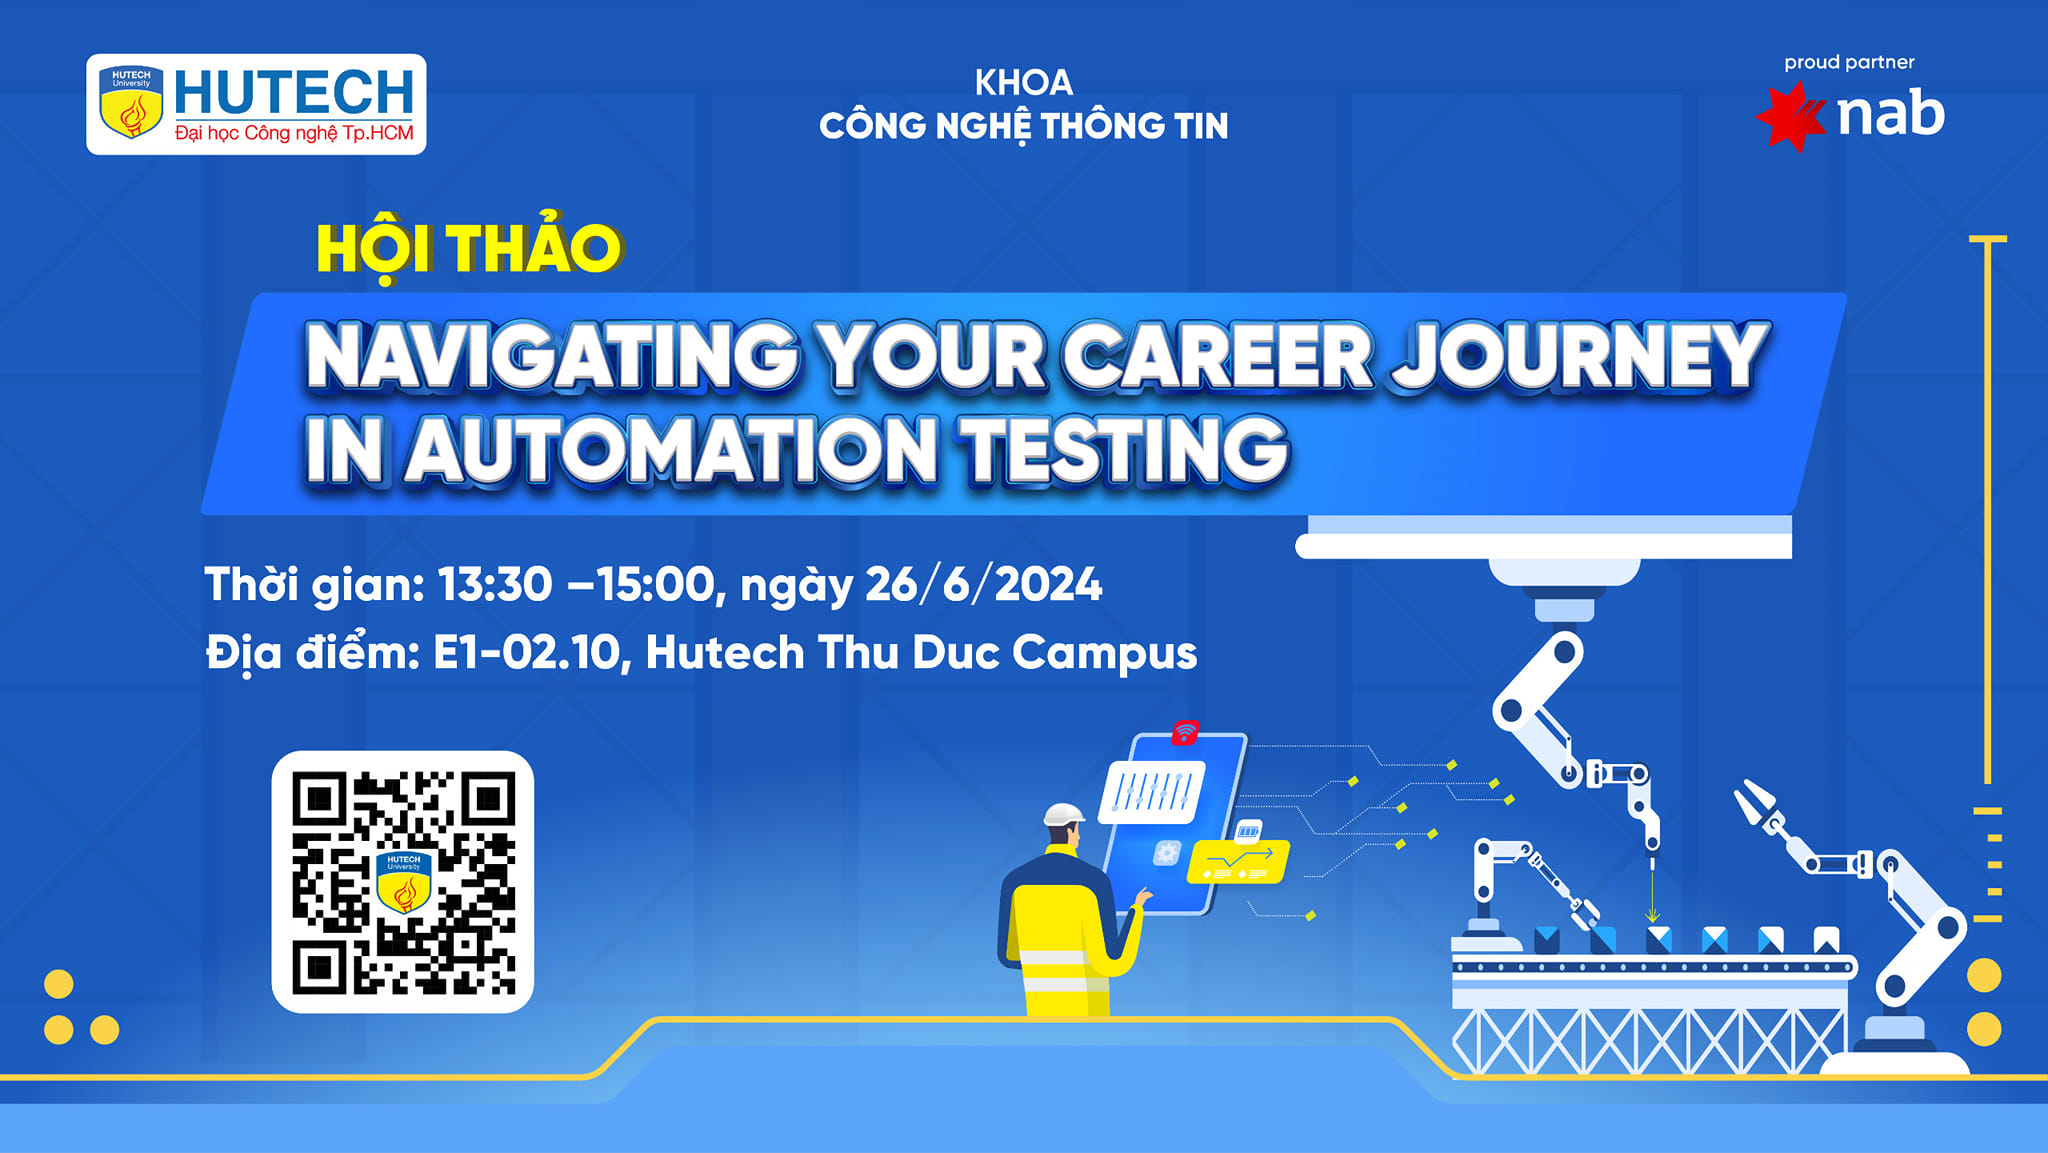 HUTECH
University
HUTECH
Đại học Công nghệ Tp.HCM
KHOA
CÔNG NGHỆ THÔNG TIN
proud partner
nab
HỘI THẢO
NAVIGATING YOUR CAREER JOURNEY
IN AUTOMATION TESTING
Thời gian: 13:30 –15:00, ngày 26/6/2024
Địa điểm: E1-02.10, Hutech Thu Duc Campus
HUTECH
University